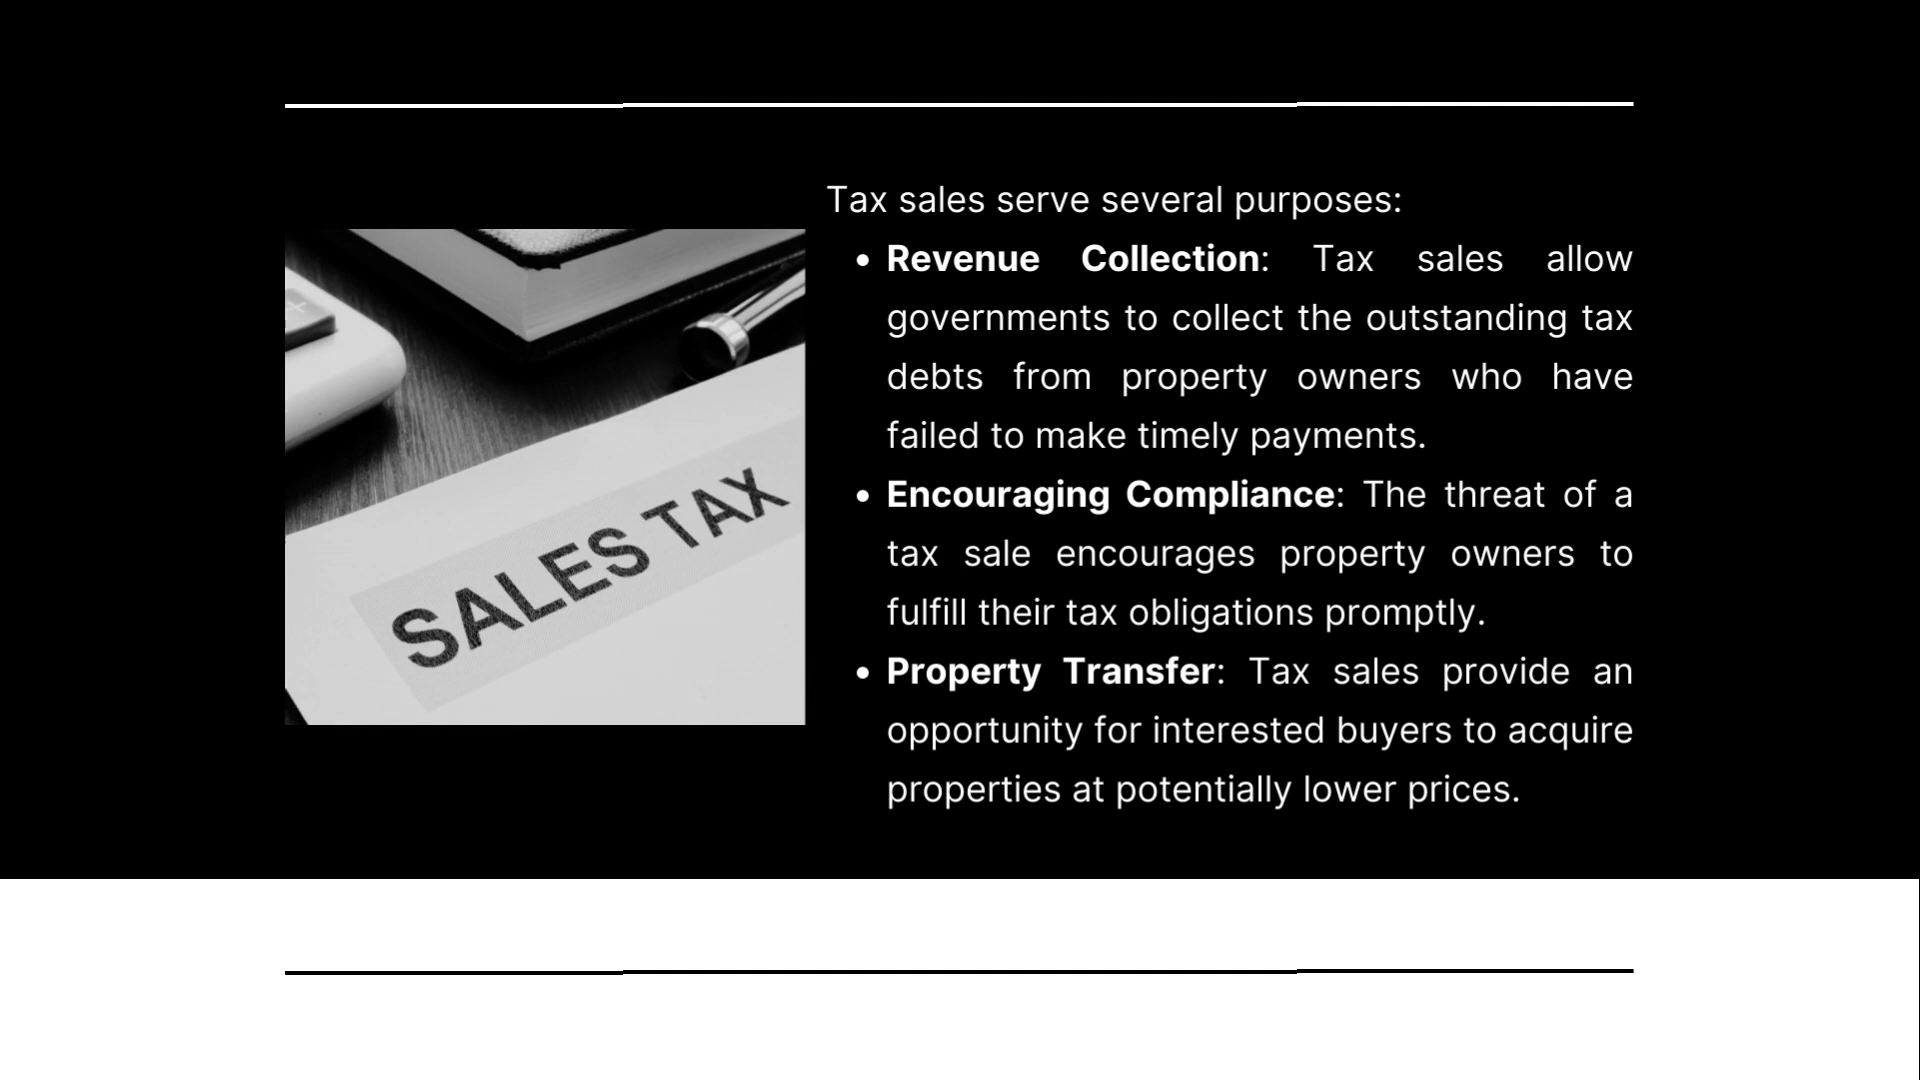 Tax sales serve several purposes:
• Revenue Collection: Tax sales allow
governments to collect the outstanding tax
debts from property owners who have
failed to make timely payments.
• Encouraging Compliance: The threat of a
tax sale encourages property owners to
fulfill their tax obligations promptly.
• Property Transfer: Tax sales provide an
opportunity for interested buyers to acquire
properties at potentially lower prices.
SALES TAX